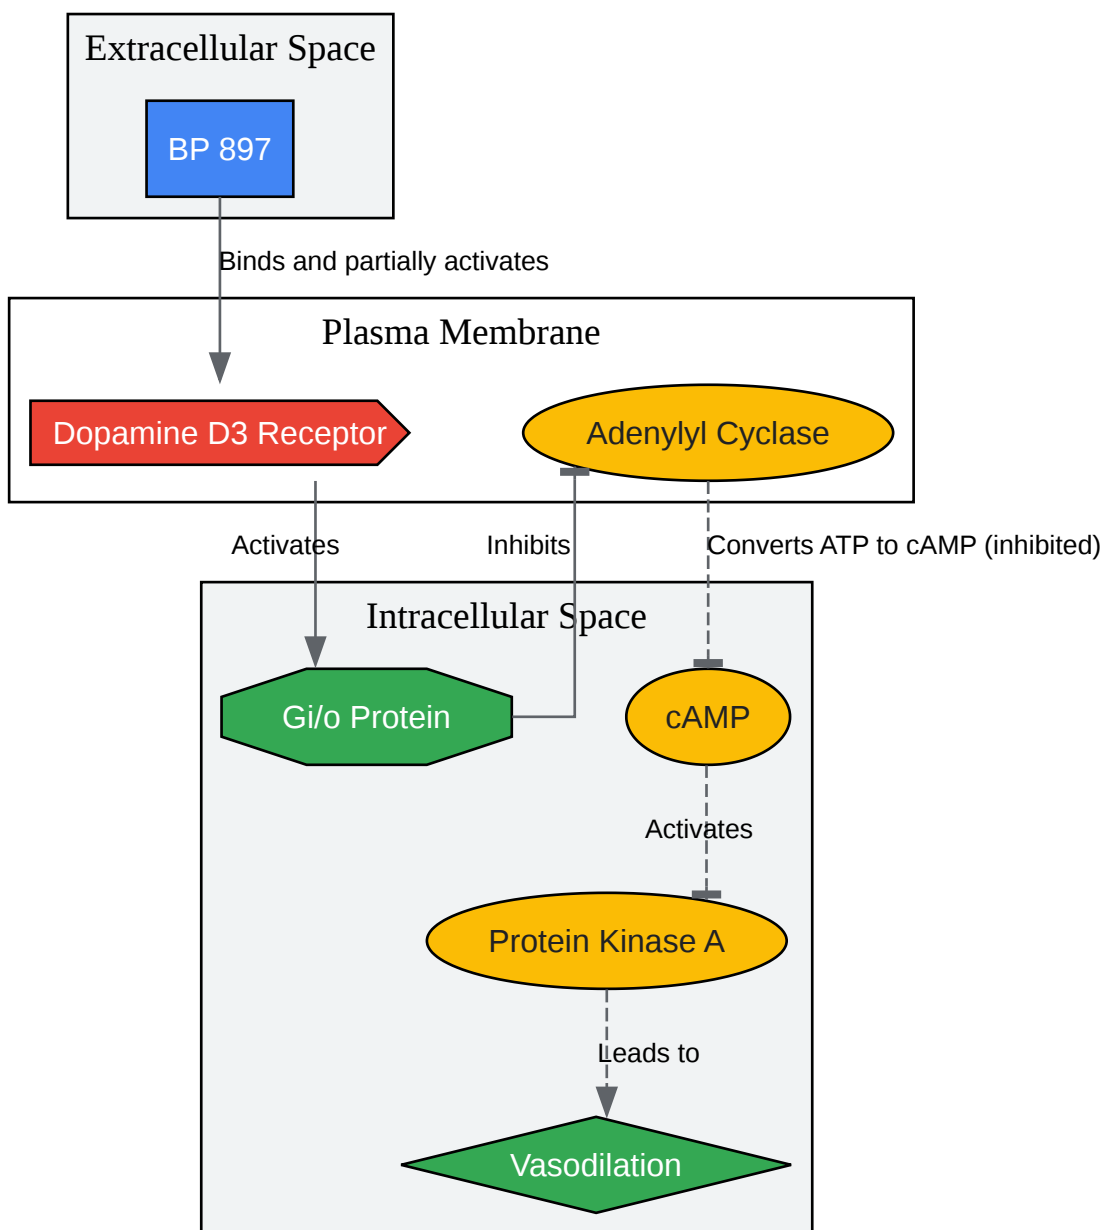 Extracellular Space
BP 897
Binds and partially activates
Plasma Membrane
Dopamine D3 Receptor
Adenylyl Cyclase
Activates
Inhibits
Converts ATP to cAMP (inhibited)
Intracellular Space
Gi/o Protein
cAMP
Activates
Protein Kinase A
Leads to
Vasodilation